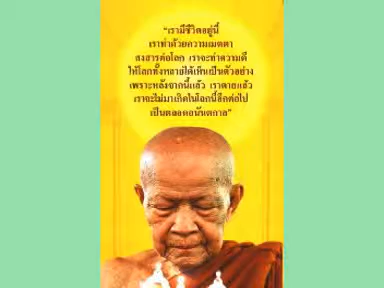 “เรามีชีวิตอยู่นี้
เราทำด้วยความเมตตา
สงสารต่อโลก เราจะทำความดี
ให้โลกทั้งหลายได้เห็นเป็นตัวอย่าง
เพราะหลังจากนี้แล้ว เราตายแล้ว
เราจะไม่มาเกิดในโลกนี้อีกต่อไป
เป็นตลอดอนันตกาล”